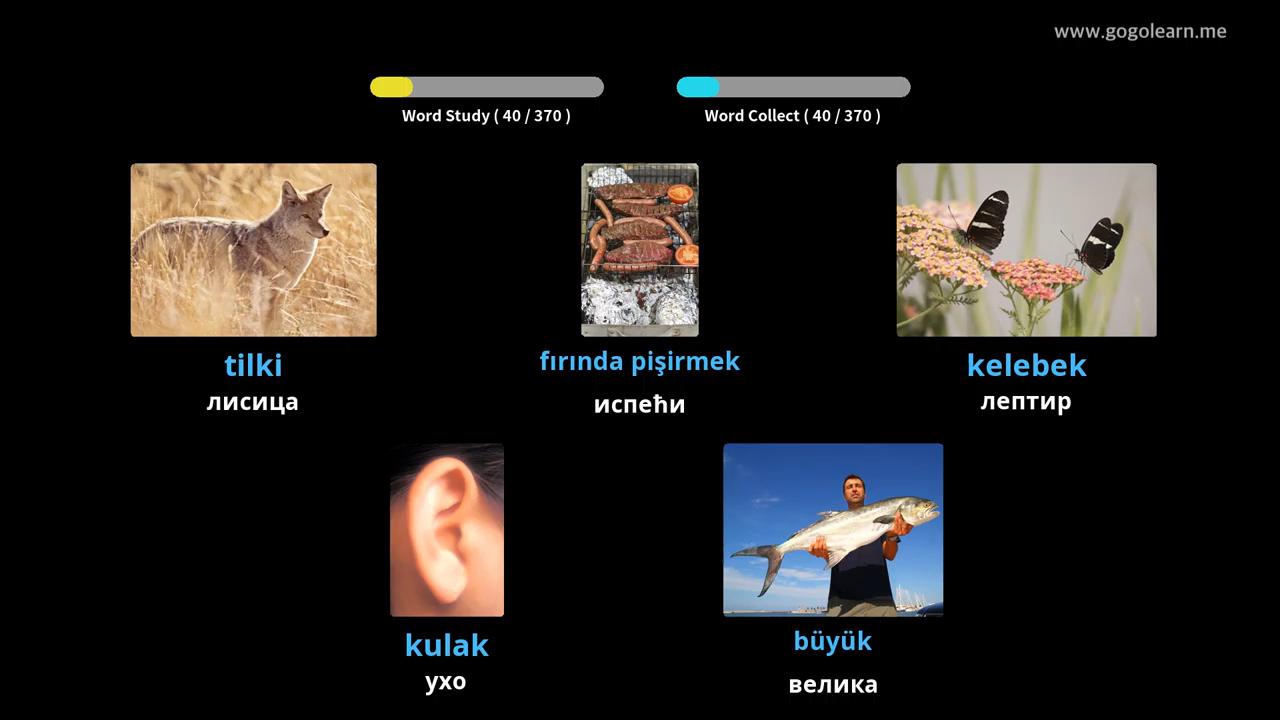 www.gogolearn.me
Word Study ( 40 / 370 )
Word Collect ( 40 / 370 )
tilki
лисица
fırında pişirmek
испећи
kelebek
лептир
kulak
ухо
büyük
велика